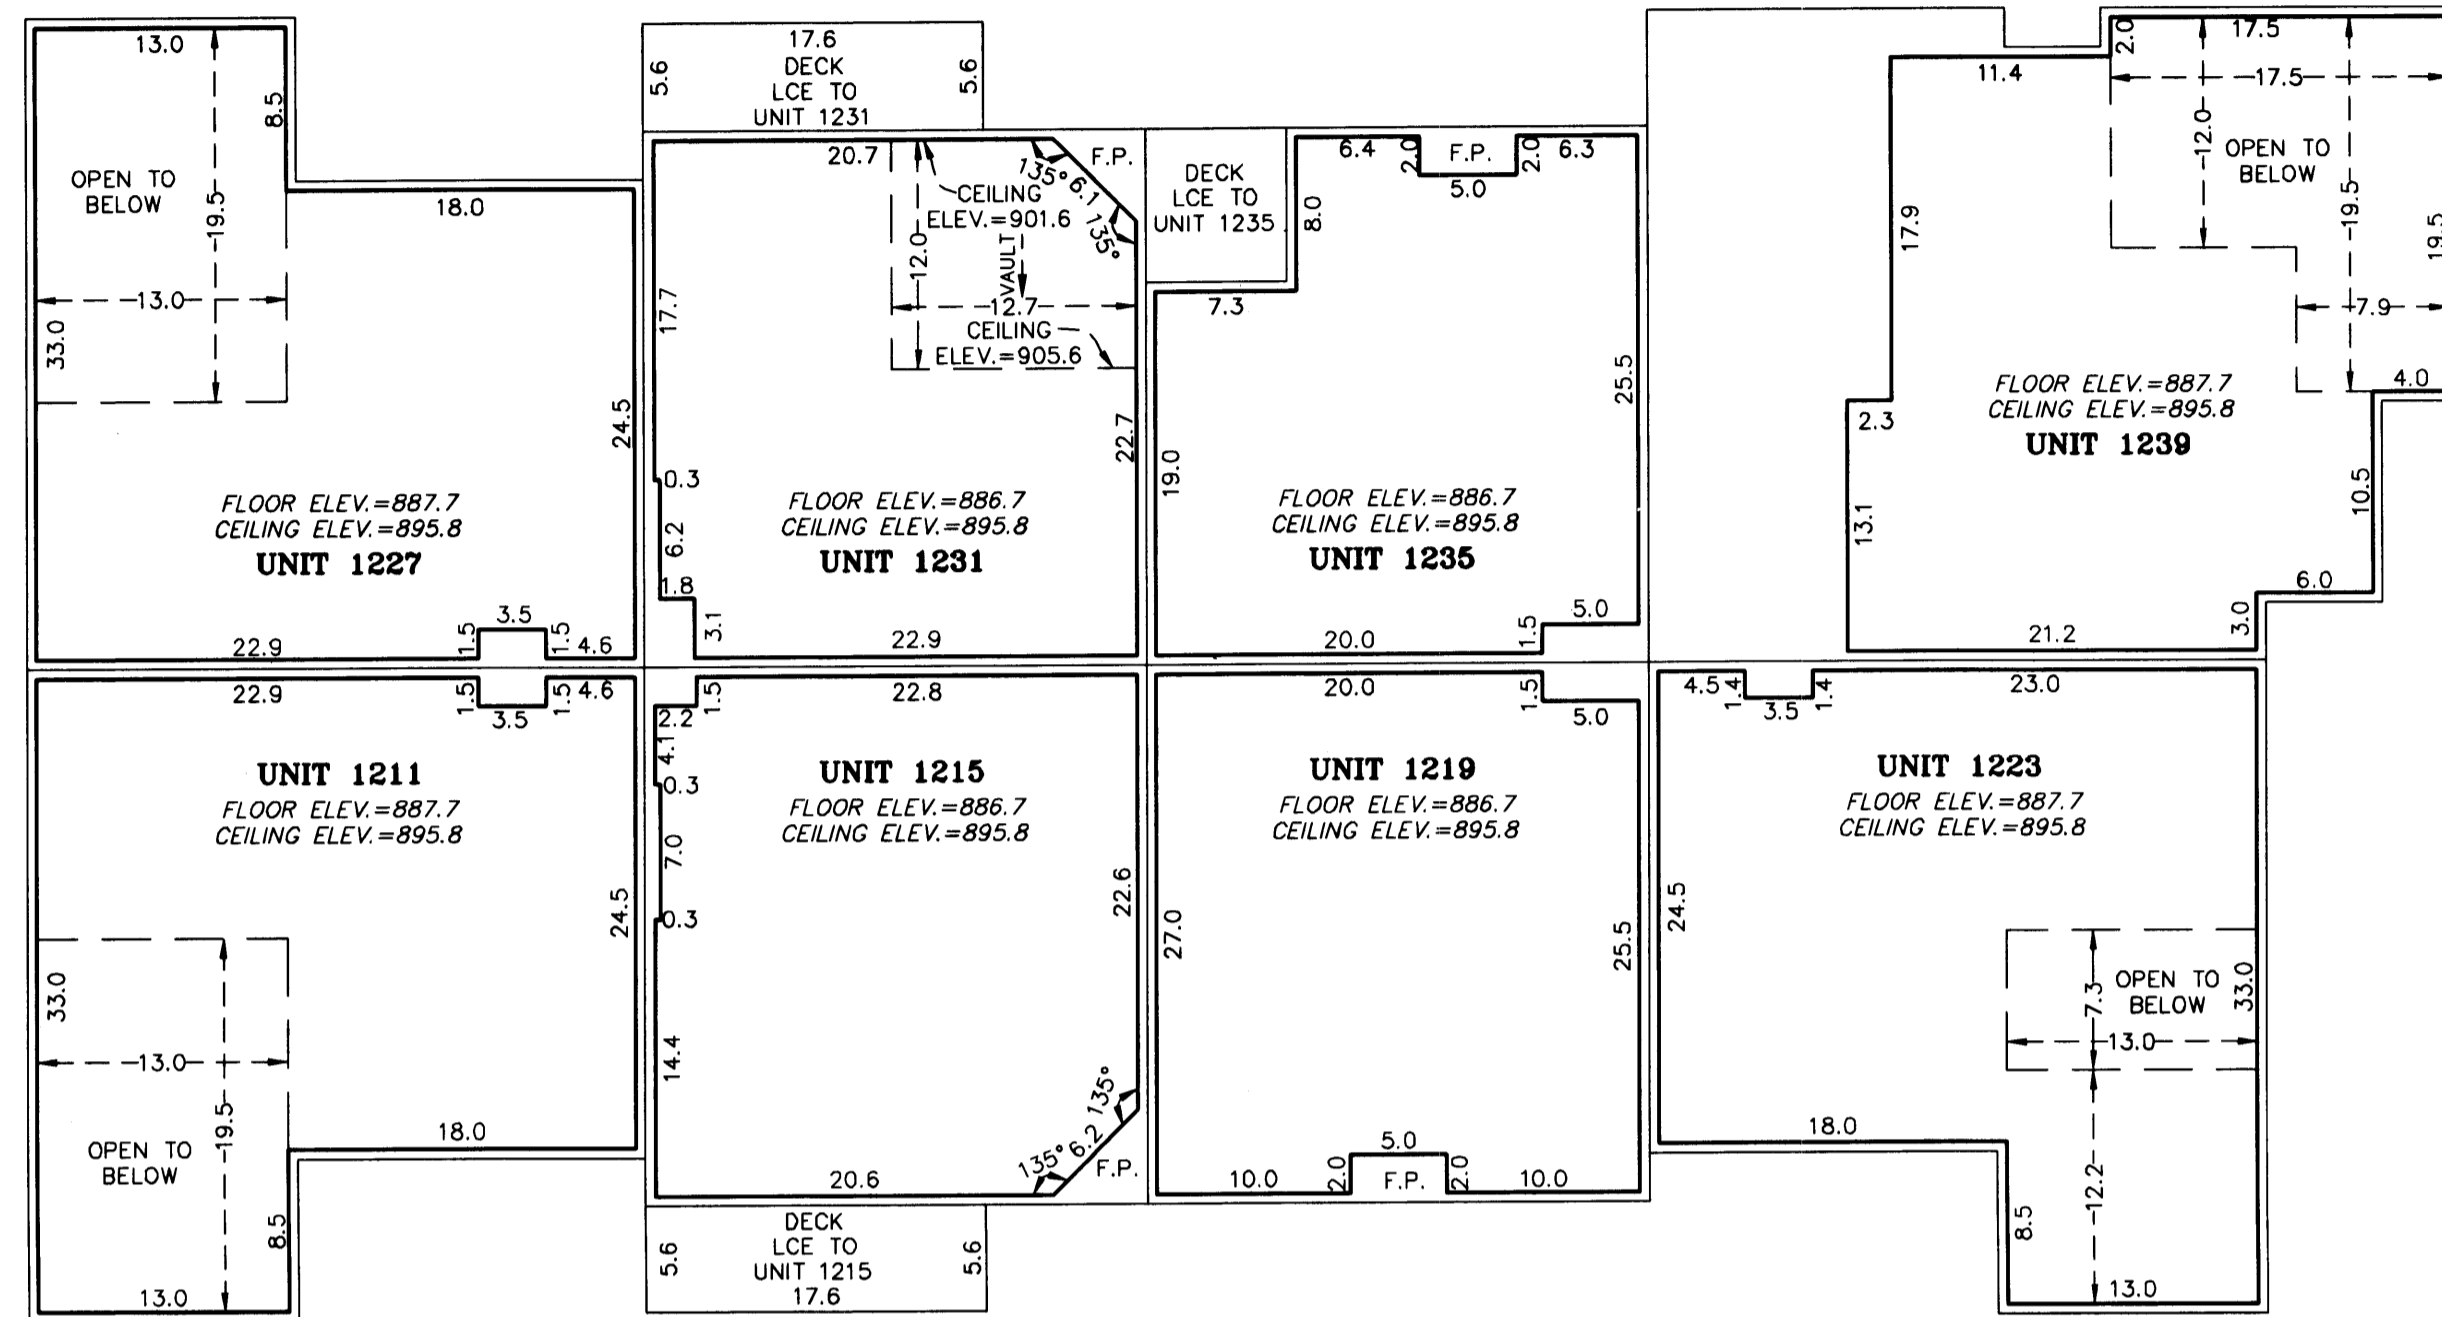 13.0
8.5
OPEN TO
BELOW
19.5
18.0
13.0
33.0
24.5
FLOOR ELEV.=887.7
CEILING ELEV.=895.8
UNIT 1227
22.9
1.5
3.5
1.5
4.6
17.6
5.6
DECK
LCE TO
UNIT 1231
5.6
20.7
F.P.
135°
6.1
135°
CEILING
ELEV.=901.6
12.0
VAULT
12.7
CEILING
ELEV.=905.6
17.7
22.7
0.3
6.2
1.8
3.1
FLOOR ELEV.=886.7
CEILING ELEV.=895.8
UNIT 1231
22.9
DECK
LCE TO
UNIT 1235
6.4
2.0
F.P.
5.0
2.0
6.3
8.0
7.3
25.5
19.0
FLOOR ELEV.=886.7
CEILING ELEV.=895.8
UNIT 1235
5.0
1.5
20.0
2.0
17.5
11.4
17.5
12.0
OPEN TO
BELOW
19.5
19.5
17.9
7.9
4.0
2.3
FLOOR ELEV.=887.7
CEILING ELEV.=895.8
UNIT 1239
13.1
10.5
6.0
3.0
21.2
22.9
1.5
3.5
1.5
4.6
UNIT 1211
FLOOR ELEV.=887.7
CEILING ELEV.=895.8
24.5
33.0
13.0
19.5
OPEN TO
BELOW
18.0
8.5
13.0
1.5
22.8
2.2
4.1
0.3
7.0
0.3
UNIT 1215
FLOOR ELEV.=886.7
CEILING ELEV.=895.8
22.6
14.4
135°
6.2
135°
F.P.
20.6
5.6
DECK
LCE TO
UNIT 1215
17.6
5.6
20.0
1.5
5.0
UNIT 1219
FLOOR ELEV.=886.7
CEILING ELEV.=895.8
27.0
25.5
5.0
10.0
2.0
F.P.
2.0
10.0
4.5
1.4
3.5
1.4
23.0
UNIT 1223
FLOOR ELEV.=887.7
CEILING ELEV.=895.8
24.5
7.3
OPEN TO
BELOW
33.0
13.0
18.0
12.2
8.5
13.0